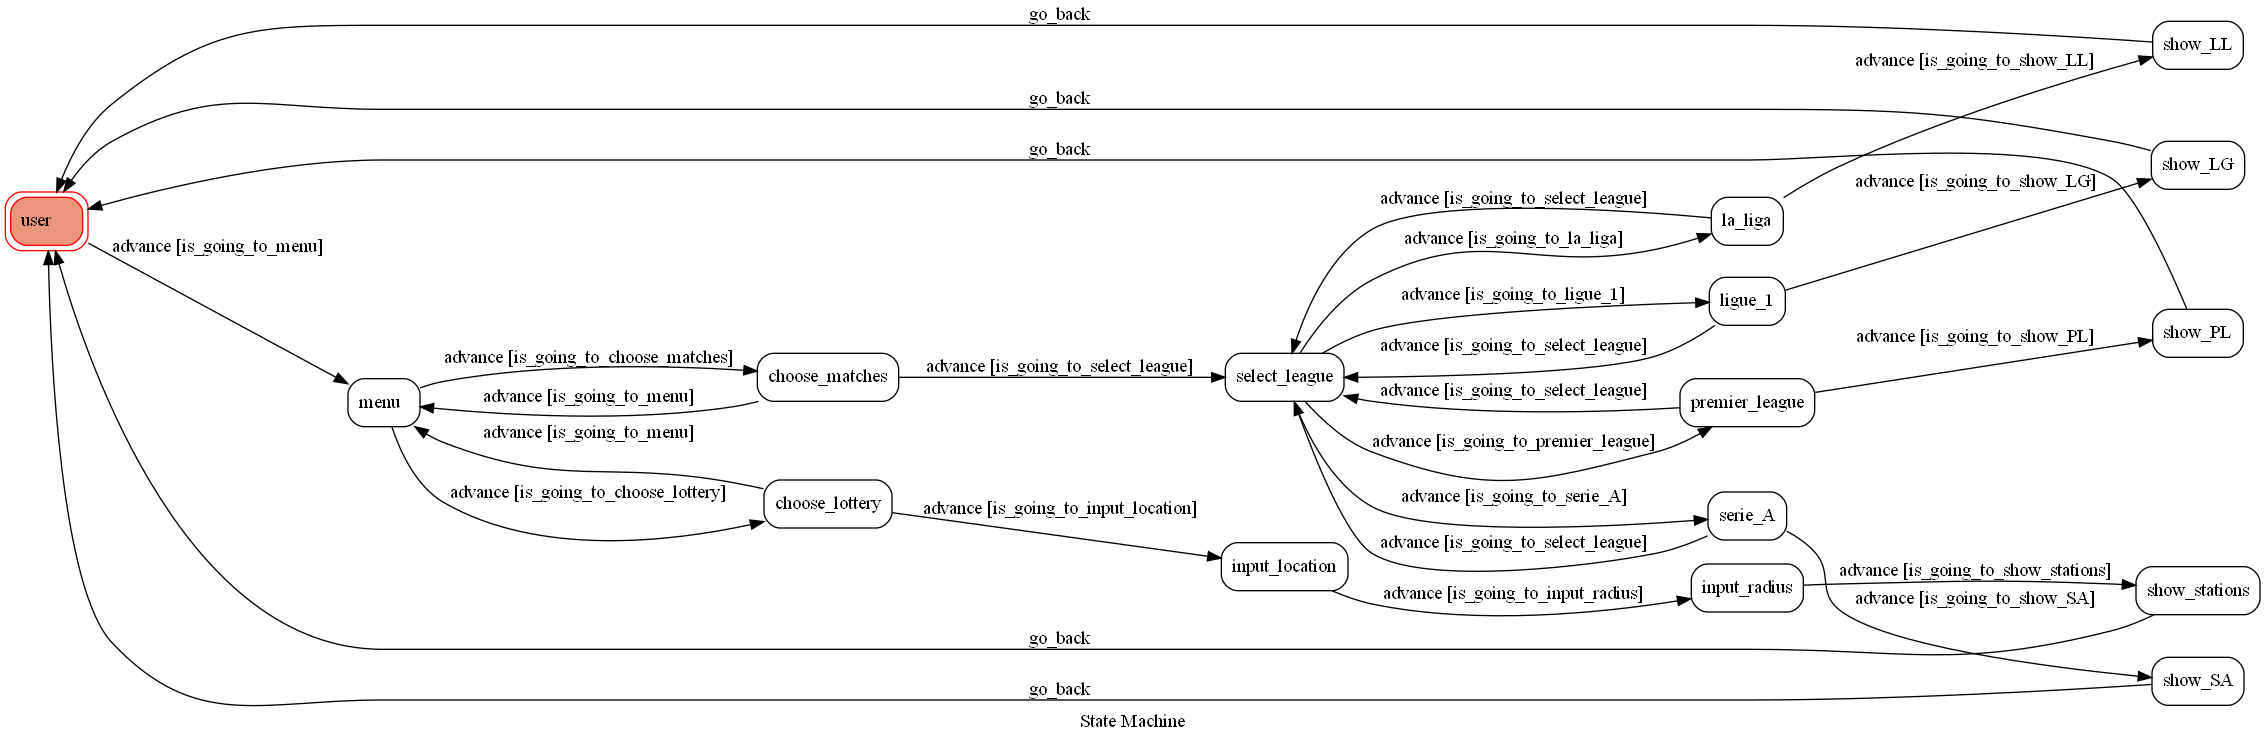 go_back
show_LL
advance [is_going_to_show_LL]
go_back
go_back
show_LG
advance [is_going_to_show_LG]
advance [is_going_to_select_league]
la_liga
user
advance [is_going_to_menu]
advance [is_going_to_la_liga]
advance [is_going_to_ligue_1]
ligue_1
advance [is_going_to_show_PL]
show_PL
advance [is_going_to_select_league]
advance [is_going_to_choose_matches]
choose_matches
advance [is_going_to_select_league]
select_league
advance [is_going_to_select_league]
premier_league
menu
advance [is_going_to_menu]
advance [is_going_to_menu]
advance [is_going_to_premier_league]
advance [is_going_to_choose_lottery]
choose_lottery
advance [is_going_to_input_location]
advance [is_going_to_serie_A]
serie_A
advance [is_going_to_select_league]
input_location
advance [is_going_to_input_radius]
input_radius
advance [is_going_to_show_stations]
show_stations
advance [is_going_to_show_SA]
go_back
go_back
show_SA
State Machine